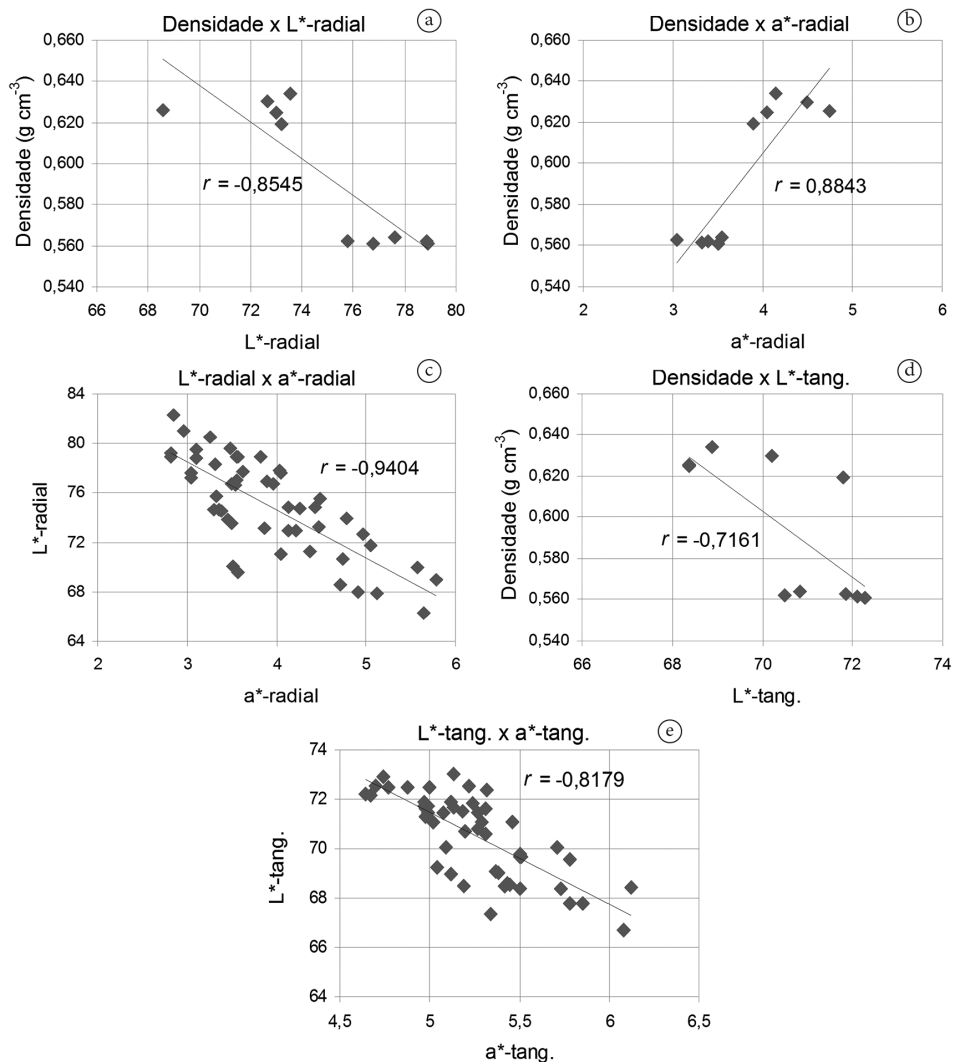 Densidade x L*-radial
a
Densidade (g cm-3)
0,660
0,640
0,620
0,600
0,580
0,560
0,540
r = -0,8545
66 68 70 72 74 76 78 80
L*-radial
Densidade x a*-radial
b
Densidade (g cm-3)
0,660
0,640
0,620
0,600
0,580
0,560
0,540
r = 0,8843
2 3 4 5 6
a*-radial
L*-radial x a*-radial
c
L*-radial
84
80
76
72
68
64
r = -0,9404
2 3 4 5 6
a*-radial
Densidade x L*-tang.
d
Densidade (g cm-3)
0,660
0,640
0,620
0,600
0,580
0,560
0,540
r = -0,7161
66 68 70 72 74
L*-tang.
L*-tang. x a*-tang.
e
L*-tang.
74
72
70
68
66
64
r = -0,8179
4,5 5 5,5 6 6,5
a*-tang.